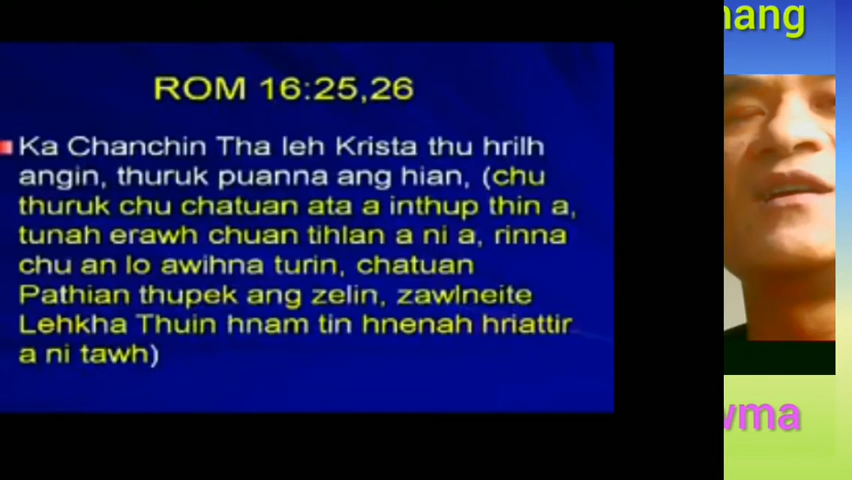 ROM 16:25,26
Ka Chanchin Tha leh Krista thu hrilh
angin, thuruk puanna ang hian, (chu
thuruk chu chatuan ata a inthup thin a,
tunah erawh chuan tihlan a ni a, rinna
chu an lo awihna turin, chatuan
Pathian thupek ang zelin, zawlneite
Lehkha Thuin hnam tin hnenah hriattir
a ni tawh)